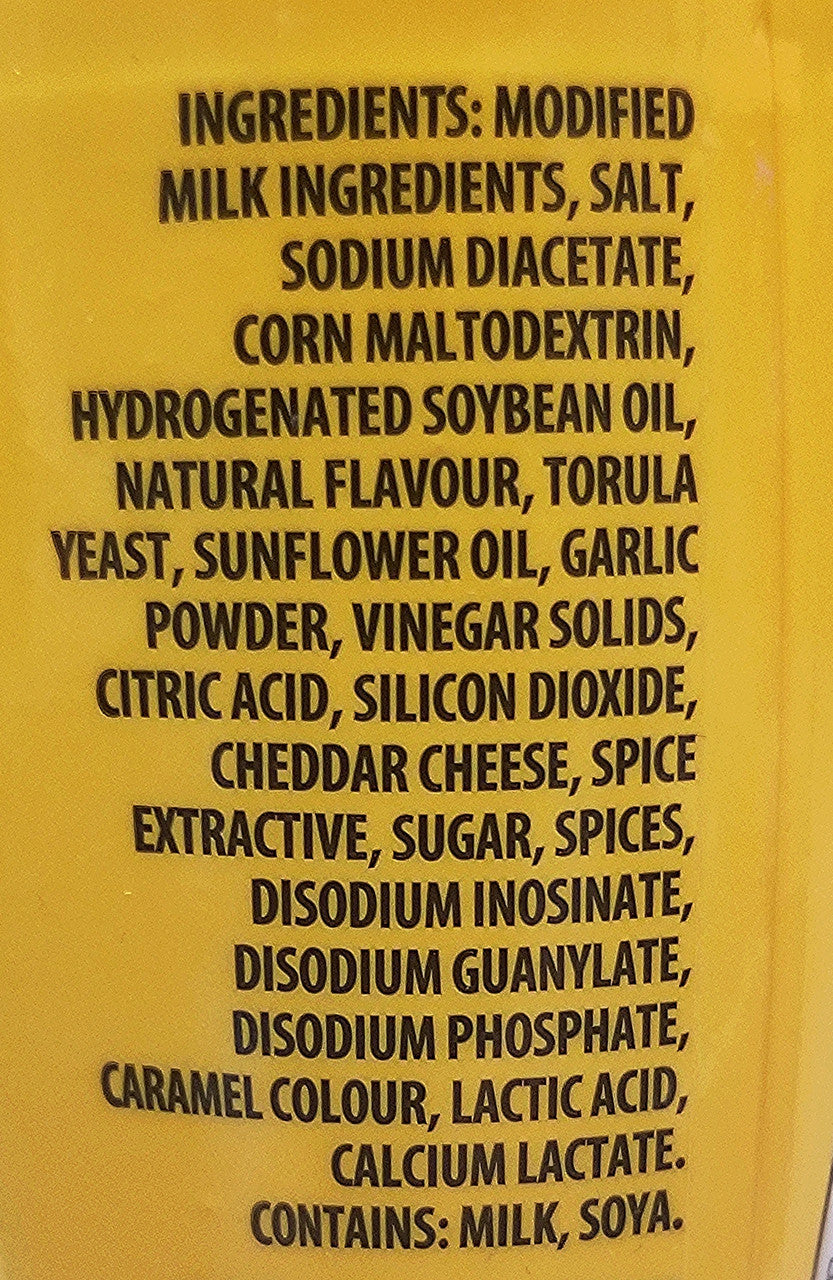 INGREDIENTS: MODIFIED
MILK INGREDIENTS, SALT,
SODIUM DIACETATE,
CORN MALTODEXTRIN,
HYDROGENATED SOYBEAN OIL,
NATURAL FLAVOUR, TORULA
YEAST, SUNFLOWER OIL, GARLIC
POWDER, VINEGAR SOLIDS,
CITRIC ACID, SILICON DIOXIDE,
CHEDDAR CHEESE, SPICE
EXTRACTIVE, SUGAR, SPICES,
DISODIUM INOSINATE,
DISODIUM GUANYLATE,
DISODIUM PHOSPHATE,
CARAMEL COLOUR, LACTIC ACID,
CALCIUM LACTATE.
CONTAINS: MILK, SOYA.